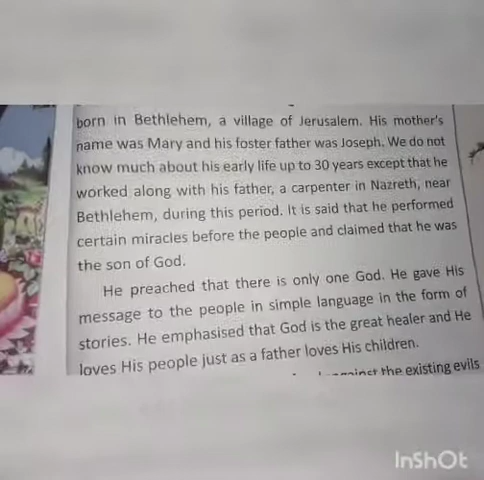 born in Bethlehem, a village of Jerusalem. His mother's
name was Mary and his foster father was Joseph. We do not
know much about his early life up to 30 years except that he
worked along with his father, a carpenter in Nazreth, near
Bethlehem, during this period. It is said that he performed
certain miracles before the people and claimed that he was
the son of God.
He preached that there is only one God. He gave His
message to the people in simple language in the form of
stories. He emphasised that God is the great healer and He
loves His people just as a father loves His children.
against the existing evils
InShOt